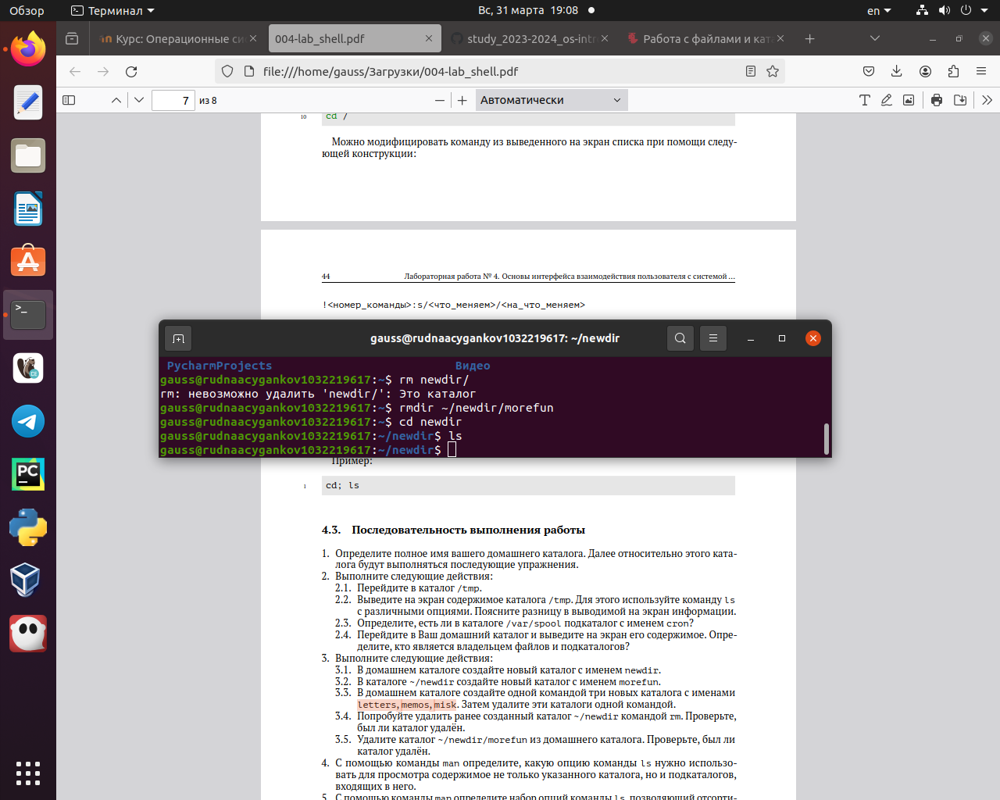 Обзор
Терминал
Вс, 31 марта 19:08
en
Курс: Операционные си
004-lab_shell.pdf
study_2023-2024_os-intr
Работа с файлами и кат
file:///home/gauss/Загрузки/004-lab_shell.pdf
7
из 8
Автоматически
10 cd /
Можно модифицировать команду из выведенного на экран списка при помощи следу-
ющей конструкции:
44 Лабораторная работа № 4. Основы интерфейса взаимодействия пользователя с системой ...
!<номер_команды>:s/<что_меняем>/<на_что_меняем>
gauss@rudnaacygankov1032219617: ~/newdir
PycharmProjects Видео
gauss@rudnaacygankov1032219617:~$ rm newdir/
rm: невозможно удалить 'newdir/': Это каталог
gauss@rudnaacygankov1032219617:~$ rmdir ~/newdir/morefun
gauss@rudnaacygankov1032219617:~$ cd newdir
gauss@rudnaacygankov1032219617:~/newdir$ ls
gauss@rudnaacygankov1032219617:~/newdir$
Пример:
1 cd; ls
4.3. Последовательность выполнения работы
1. Определите полное имя вашего домашнего каталога. Далее относительно этого ката-
лога будут выполняться последующие упражнения.
2. Выполните следующие действия:
2.1. Перейдите в каталог /tmp.
2.2. Выведите на экран содержимое каталога /tmp. Для этого используйте команду ls
с различными опциями. Поясните разницу в выводимой на экран информации.
2.3. Определите, есть ли в каталоге /var/spool подкаталог с именем cron?
2.4. Перейдите в Ваш домашний каталог и выведите на экран его содержимое. Опре-
делите, кто является владельцем файлов и подкаталогов?
3. Выполните следующие действия:
3.1. В домашнем каталоге создайте новый каталог с именем newdir.
3.2. В каталоге ~/newdir создайте новый каталог с именем morefun.
3.3. В домашнем каталоге создайте одной командой три новых каталога с именами
letters, memos, misk. Затем удалите эти каталоги одной командой.
3.4. Попробуйте удалить ранее созданный каталог ~/newdir командой rm. Проверьте,
был ли каталог удалён.
3.5. Удалите каталог ~/newdir/morefun из домашнего каталога. Проверьте, был ли
каталог удалён.
4. С помощью команды man определите, какую опцию команды ls нужно использо-
вать для просмотра содержимое не только указанного каталога, но и подкаталогов,
входящих в него.
5. С помощью команды man определите набор опций команды ls, позволяющий отсорти-